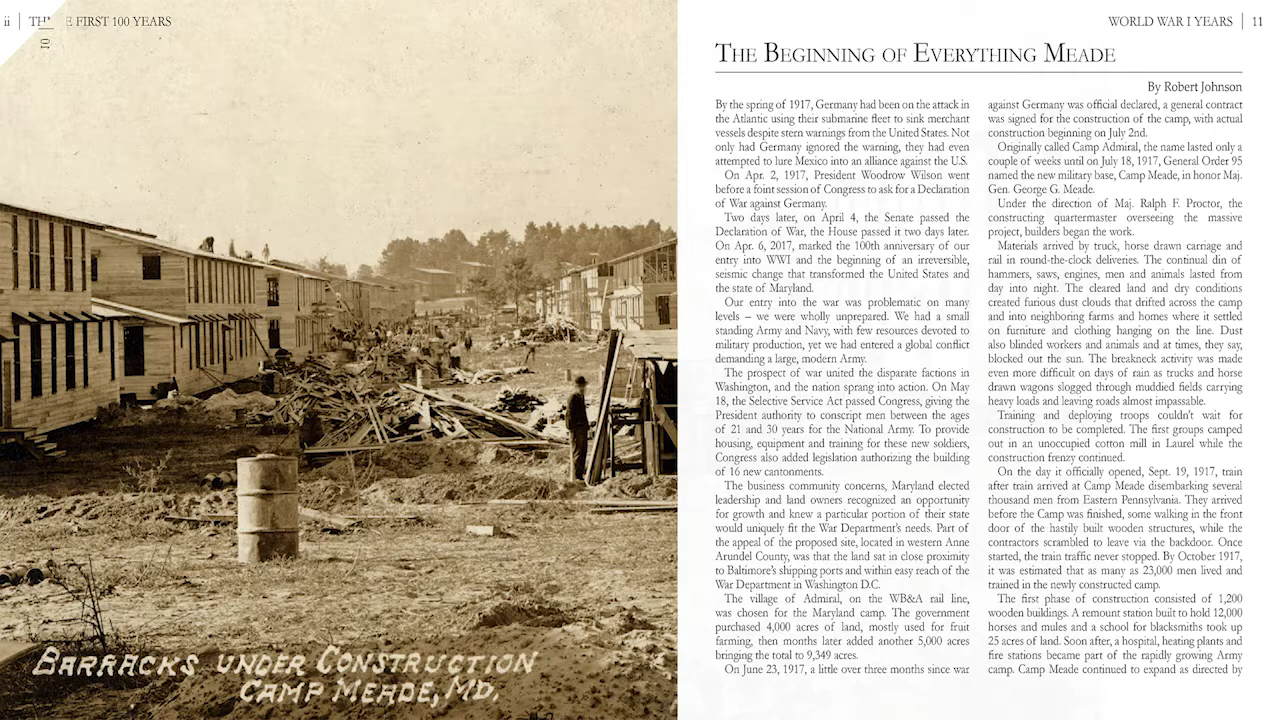 ii | TH E FIRST 100 YEARS
10
BARRACKS UNDER CONSTRUCTION
CAMP MEADE, MD.
WORLD WAR I YEARS | 11
THE BEGINNING OF EVERYTHING MEADE
By Robert Johnson
By the spring of 1917, Germany had been on the attack in
the Atlantic using their submarine fleet to sink merchant
vessels despite stern warnings from the United States. Not
only had Germany ignored the warning, they had even
attempted to lure Mexico into an alliance against the U.S.
On Apr. 2, 1917, President Woodrow Wilson went
before a foint session of Congress to ask for a Declaration
of War against Germany.
Two days later, on April 4, the Senate passed the
Declaration of War, the House passed it two days later.
On Apr. 6, 2017, marked the 100th anniversary of our
entry into WWI and the beginning of an irreversible,
seismic change that transformed the United States and
the state of Maryland.
Our entry into the war was problematic on many
levels – we were wholly unprepared. We had a small
standing Army and Navy, with few resources devoted to
military production, yet we had entered a global conflict
demanding a large, modern Army.
The prospect of war united the disparate factions in
Washington, and the nation sprang into action. On May
18, the Selective Service Act passed Congress, giving the
President authority to conscript men between the ages
of 21 and 30 years for the National Army. To provide
housing, equipment and training for these new soldiers,
Congress also added legislation authorizing the building
of 16 new cantonments.
The business community concerns, Maryland elected
leadership and land owners recognized an opportunity
for growth and knew a particular portion of their state
would uniquely fit the War Department's needs. Part of
the appeal of the proposed site, located in western Anne
Arundel County, was that the land sat in close proximity
to Baltimore's shipping ports and within easy reach of the
War Department in Washington D.C.
The village of Admiral, on the WB&A rail line,
was chosen for the Maryland camp. The government
purchased 4,000 acres of land, mostly used for fruit
farming, then months later added another 5,000 acres
bringing the total to 9,349 acres.
On June 23, 1917, a little over three months since war
against Germany was official declared, a general contract
was signed for the construction of the camp, with actual
construction beginning on July 2nd.
Originally called Camp Admiral, the name lasted only a
couple of weeks until on July 18, 1917, General Order 95
named the new military base, Camp Meade, in honor Maj.
Gen. George G. Meade.
Under the direction of Maj. Ralph F. Proctor, the
constructing quartermaster overseeing the massive
project, builders began the work.
Materials arrived by truck, horse drawn carriage and
rail in round-the-clock deliveries. The continual din of
hammers, saws, engines, men and animals lasted from
day into night. The cleared land and dry conditions
created furious dust clouds that drifted across the camp
and into neighboring farms and homes where it settled
on furniture and clothing hanging on the line. Dust
also blinded workers and animals and at times, they say,
blocked out the sun. The breakneck activity was made
even more difficult on days of rain as trucks and horse
drawn wagons slogged through muddied fields carrying
heavy loads and leaving roads almost impassable.
Training and deploying troops couldn't wait for
construction to be completed. The first groups camped
out in an unoccupied cotton mill in Laurel while the
construction frenzy continued.
On the day it officially opened, Sept. 19, 1917, train
after train arrived at Camp Meade disembarking several
thousand men from Eastern Pennsylvania. They arrived
before the Camp was finished, some walking in the front
door of the hastily built wooden structures, while the
contractors scrambled to leave via the backdoor. Once
started, the train traffic never stopped. By October 1917,
it was estimated that as many as 23,000 men lived and
trained in the newly constructed camp.
The first phase of construction consisted of 1,200
wooden buildings. A remount station built to hold 12,000
horses and mules and a school for blacksmiths took up
25 acres of land. Soon after, a hospital, heating plants and
fire stations became part of the rapidly growing Army
camp. Camp Meade continued to expand as directed by